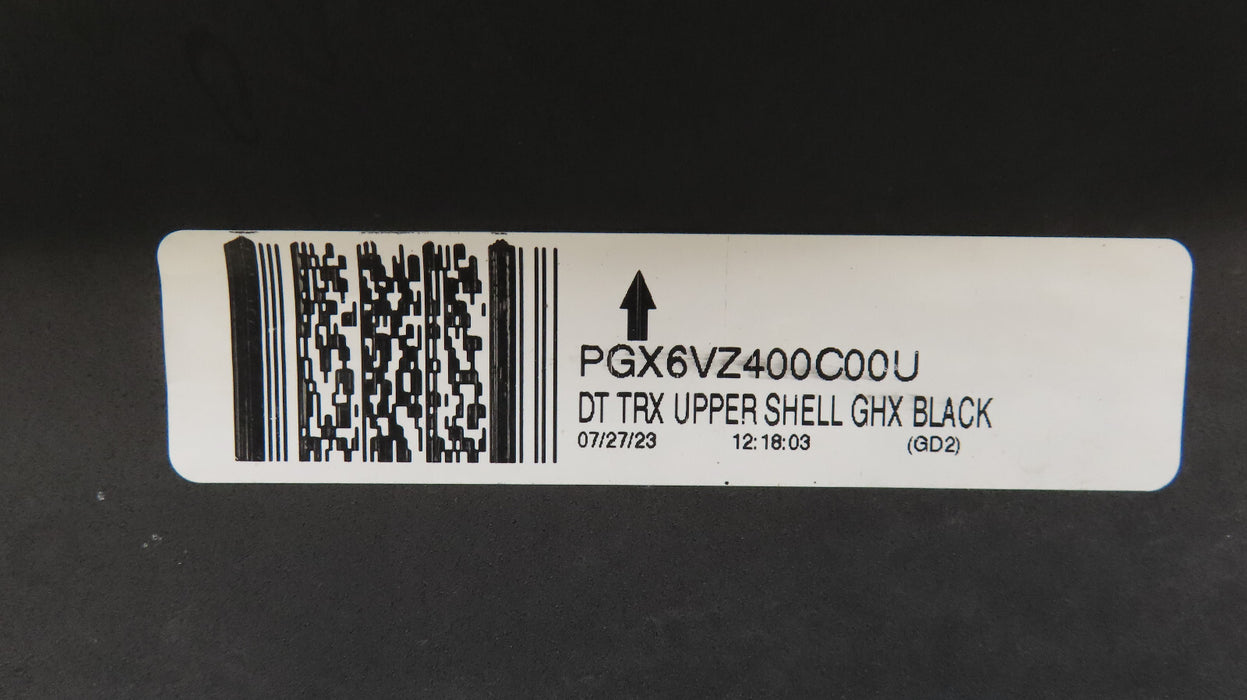 PGX6VZ400C00U
DT TRX UPPER SHELL GHX BLACK
07/27/23 12:18:03 (GD2)